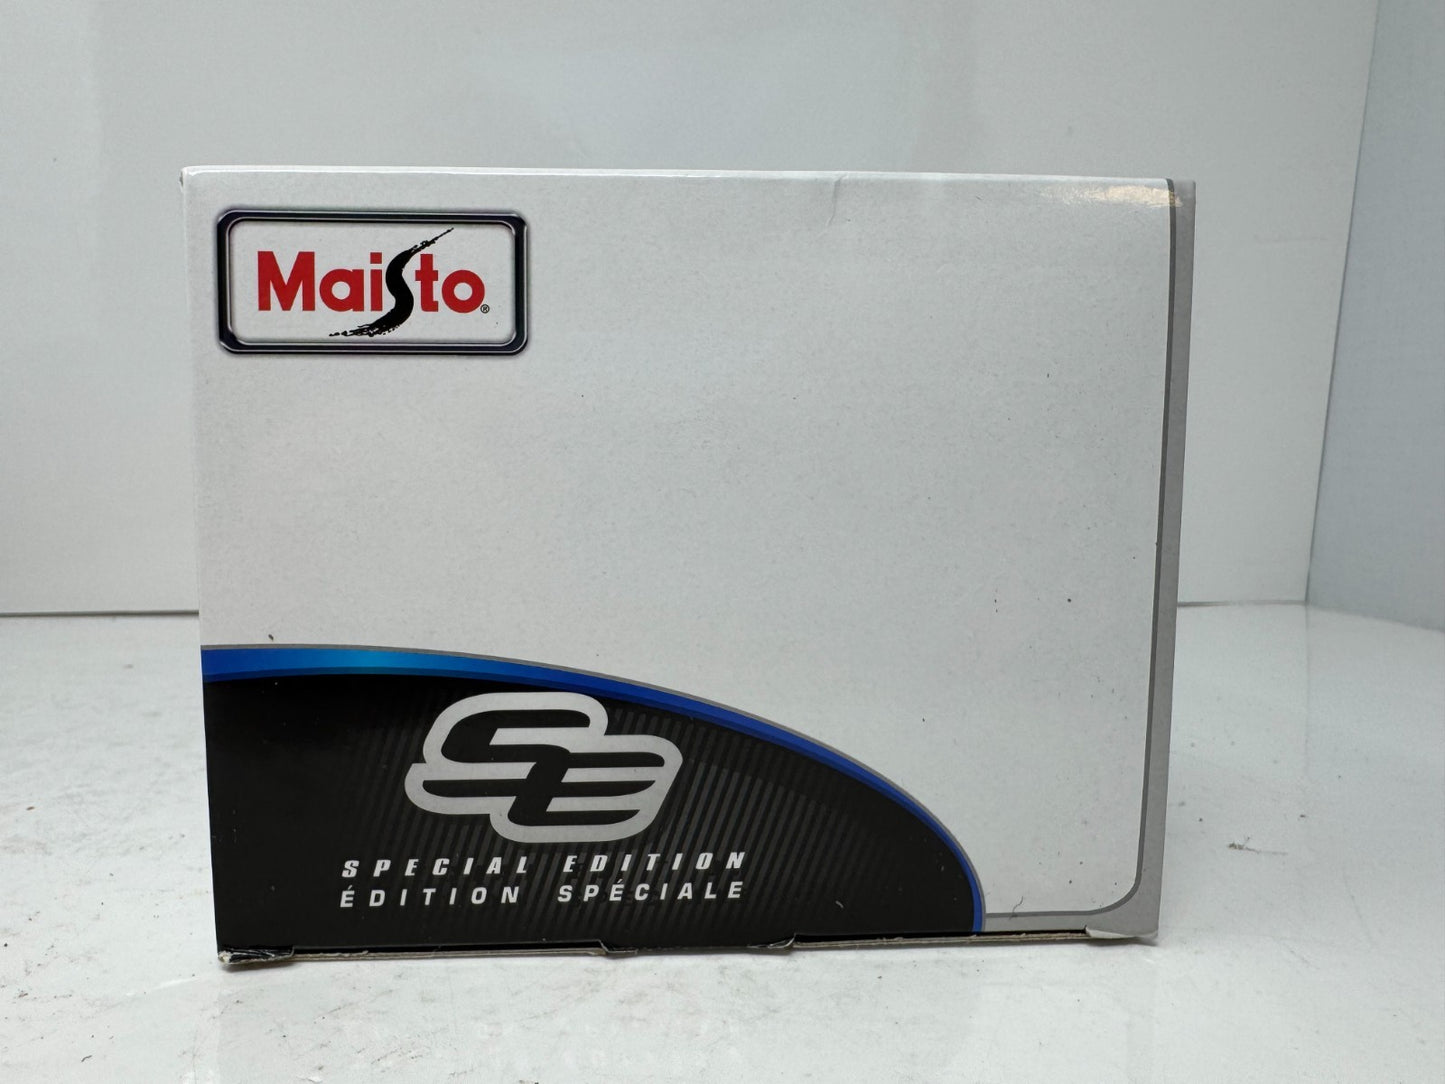 Maisto®
SE
SPECIAL EDITION
ÉDITION SPÉCIALE